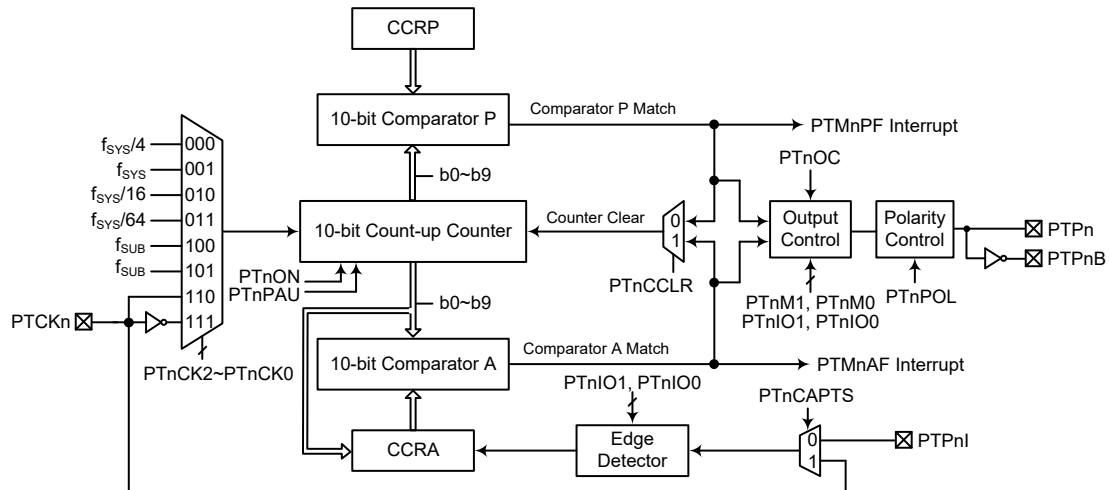 CCRP
10-bit Comparator P
Comparator P Match
PTMnPF Interrupt
b0~b9
fSYS/4
000
fSYS
001
fSYS/16
010
fSYS/64
011
fSUB
100
fSUB
101
110
111
PTCKn
PTnCK2~PTnCK0
10-bit Count-up Counter
PTnON
PTnPAU
Counter Clear
0
1
PTnCCLR
PTnOC
Output
Control
PTnM1, PTnM0
PTnIO1, PTnIO0
Polarity
Control
PTnPOL
PTPn
PTPnB
b0~b9
10-bit Comparator A
Comparator A Match
PTMnAF Interrupt
CCRA
PTnIO1, PTnIO0
Edge
Detector
PTnCAPTS
0
1
PTPnI